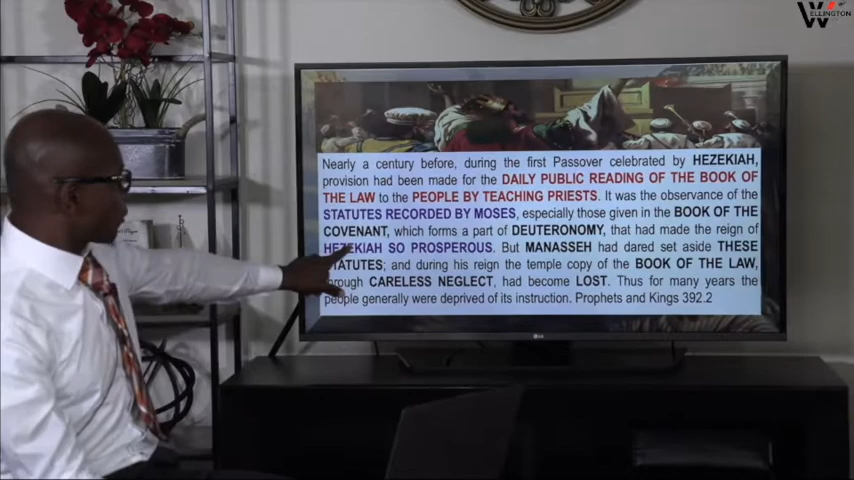 WELLINGTON
Nearly a century before, during the first Passover celebrated by HEZEKIAH,
provision had been made for the DAILY PUBLIC READING OF THE BOOK OF
THE LAW to the PEOPLE BY TEACHING PRIESTS. It was the observance of the
STATUTES RECORDED BY MOSES, especially those given in the BOOK OF THE
COVENANT, which forms a part of DEUTERONOMY, that had made the reign of
HEZEKIAH SO PROSPEROUS. But MANASSEH had dared set aside THESE
STATUTES; and during his reign the temple copy of the BOOK OF THE LAW,
through CARELESS NEGLECT, had become LOST. Thus for many years the
people generally were deprived of its instruction. Prophets and Kings 392.2
LG